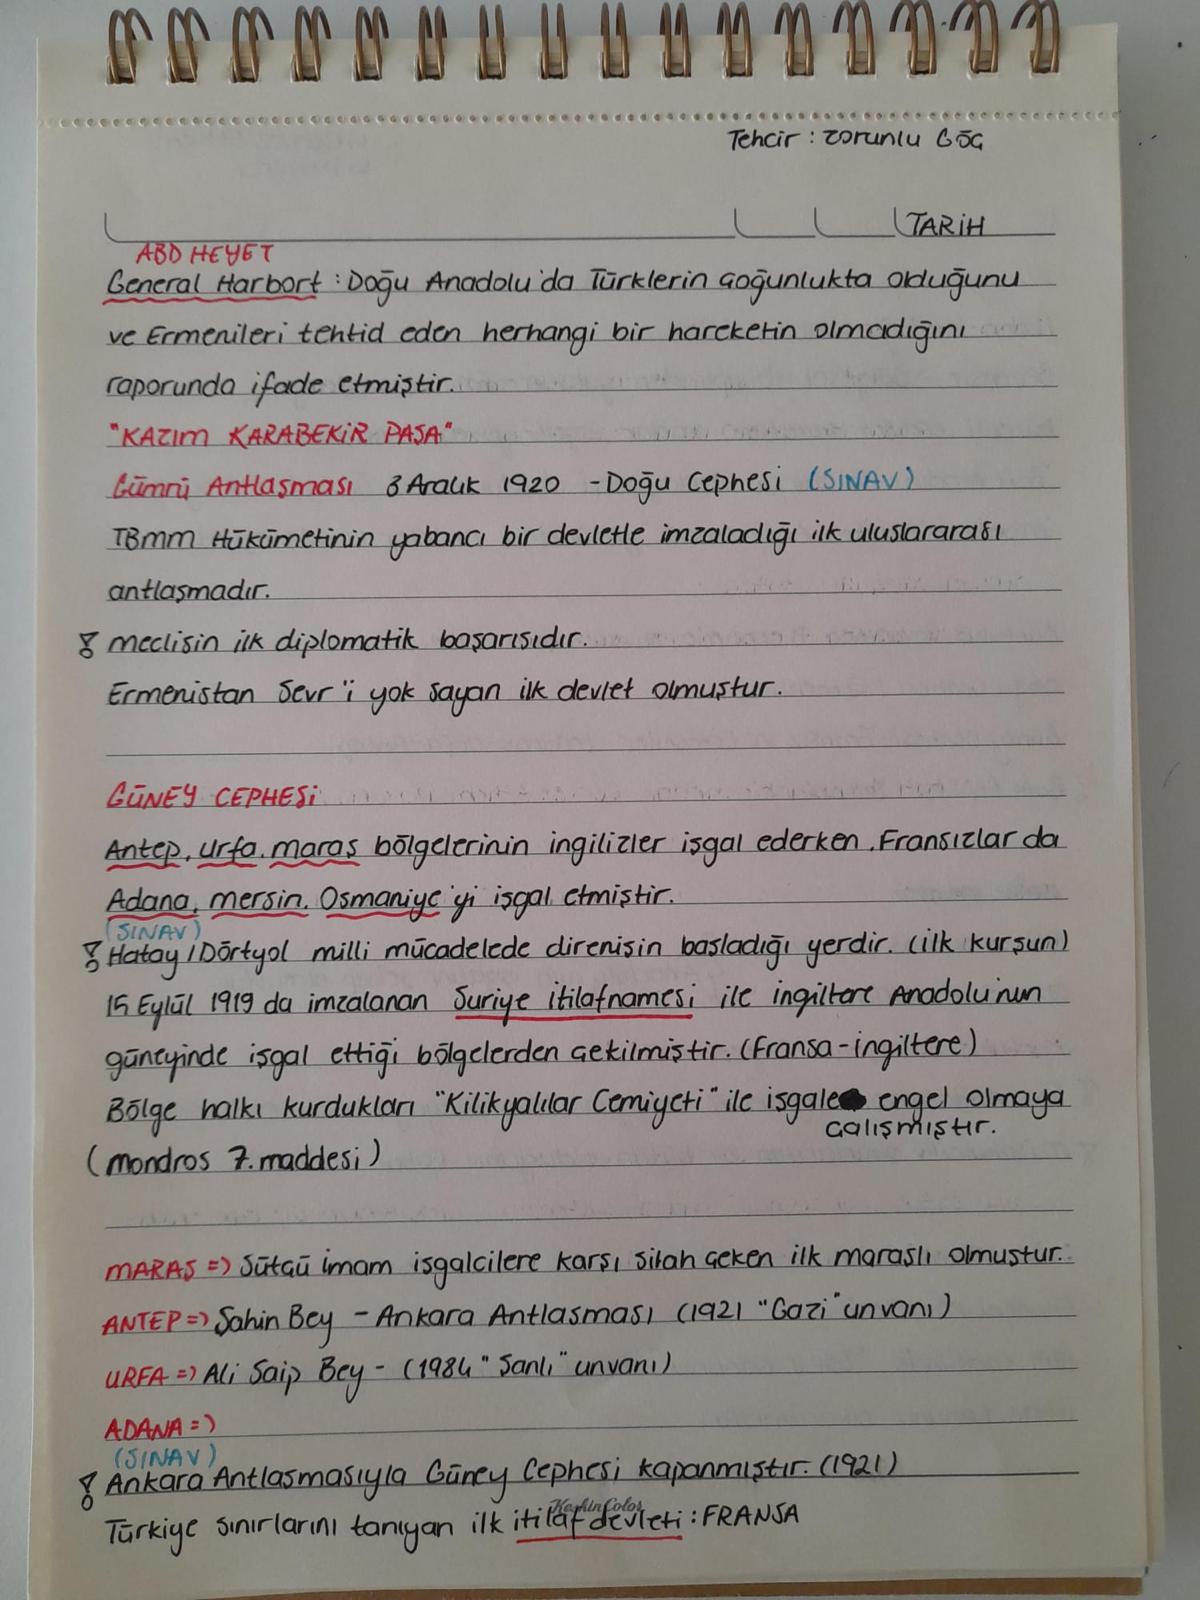 Tehcir : zorunlu Göç
TARİH
ABD HEYET
General Harbort : Doğu Anadolu'da Türklerin çoğunlukta olduğunu
ve Ermenileri tehtid eden herhangi bir hareketin olmadığını
raporunda ifade etmiştir.
"KAZIM KARABEKİR PAŞA"
Gümrü Antlaşması 3 Aralık 1920 - Doğu Cephesi (SINAV)
TBMM Hükümetinin yabancı bir devletle imzaladığı ilk uluslararası
antlaşmadır.
meclisin ilk diplomatik başarısıdır.
Ermenistan Sevr'i yok sayan ilk devlet olmuştur.
GÜNEY CEPHESİ
Antep, urfa, maraş bölgelerinin ingilizler işgal ederken. Fransızlar da
Adana, mersin, Osmaniye'yi işgal etmiştir.
(SINAV)
Hatay / Dörtyol milli mücadelede direnişin başladığı yerdir. (ilk kurşun)
15 Eylül 1919 da imzalanan Suriye itilafnamesi ile ingiltere Anadolu'nun
güneyinde işgal ettiği bölgelerden çekilmiştir. (Fransa-ingiltere)
Bölge halkı kurdukları "Kilikyalılar Cemiyeti" ile işgale engel olmaya
çalışmıştır.
(mondros 7. maddesi)
MARAŞ => Sütçü imam işgalcilere karşı silah çeken ilk maraşlı olmuştur.
ANTEP => Şahin Bey - Ankara Antlaşması (1921 "Gazi" unvanı)
URFA => Ali Saip Bey - (1984 "Şanlı" unvanı)
ADANA =>
(SINAV)
Ankara Antlaşmasıyla Güney Cephesi kapanmıştır. (1921)
Türkiye sınırlarını tanıyan ilk itilaf devleti : FRANSA
Keskin Color